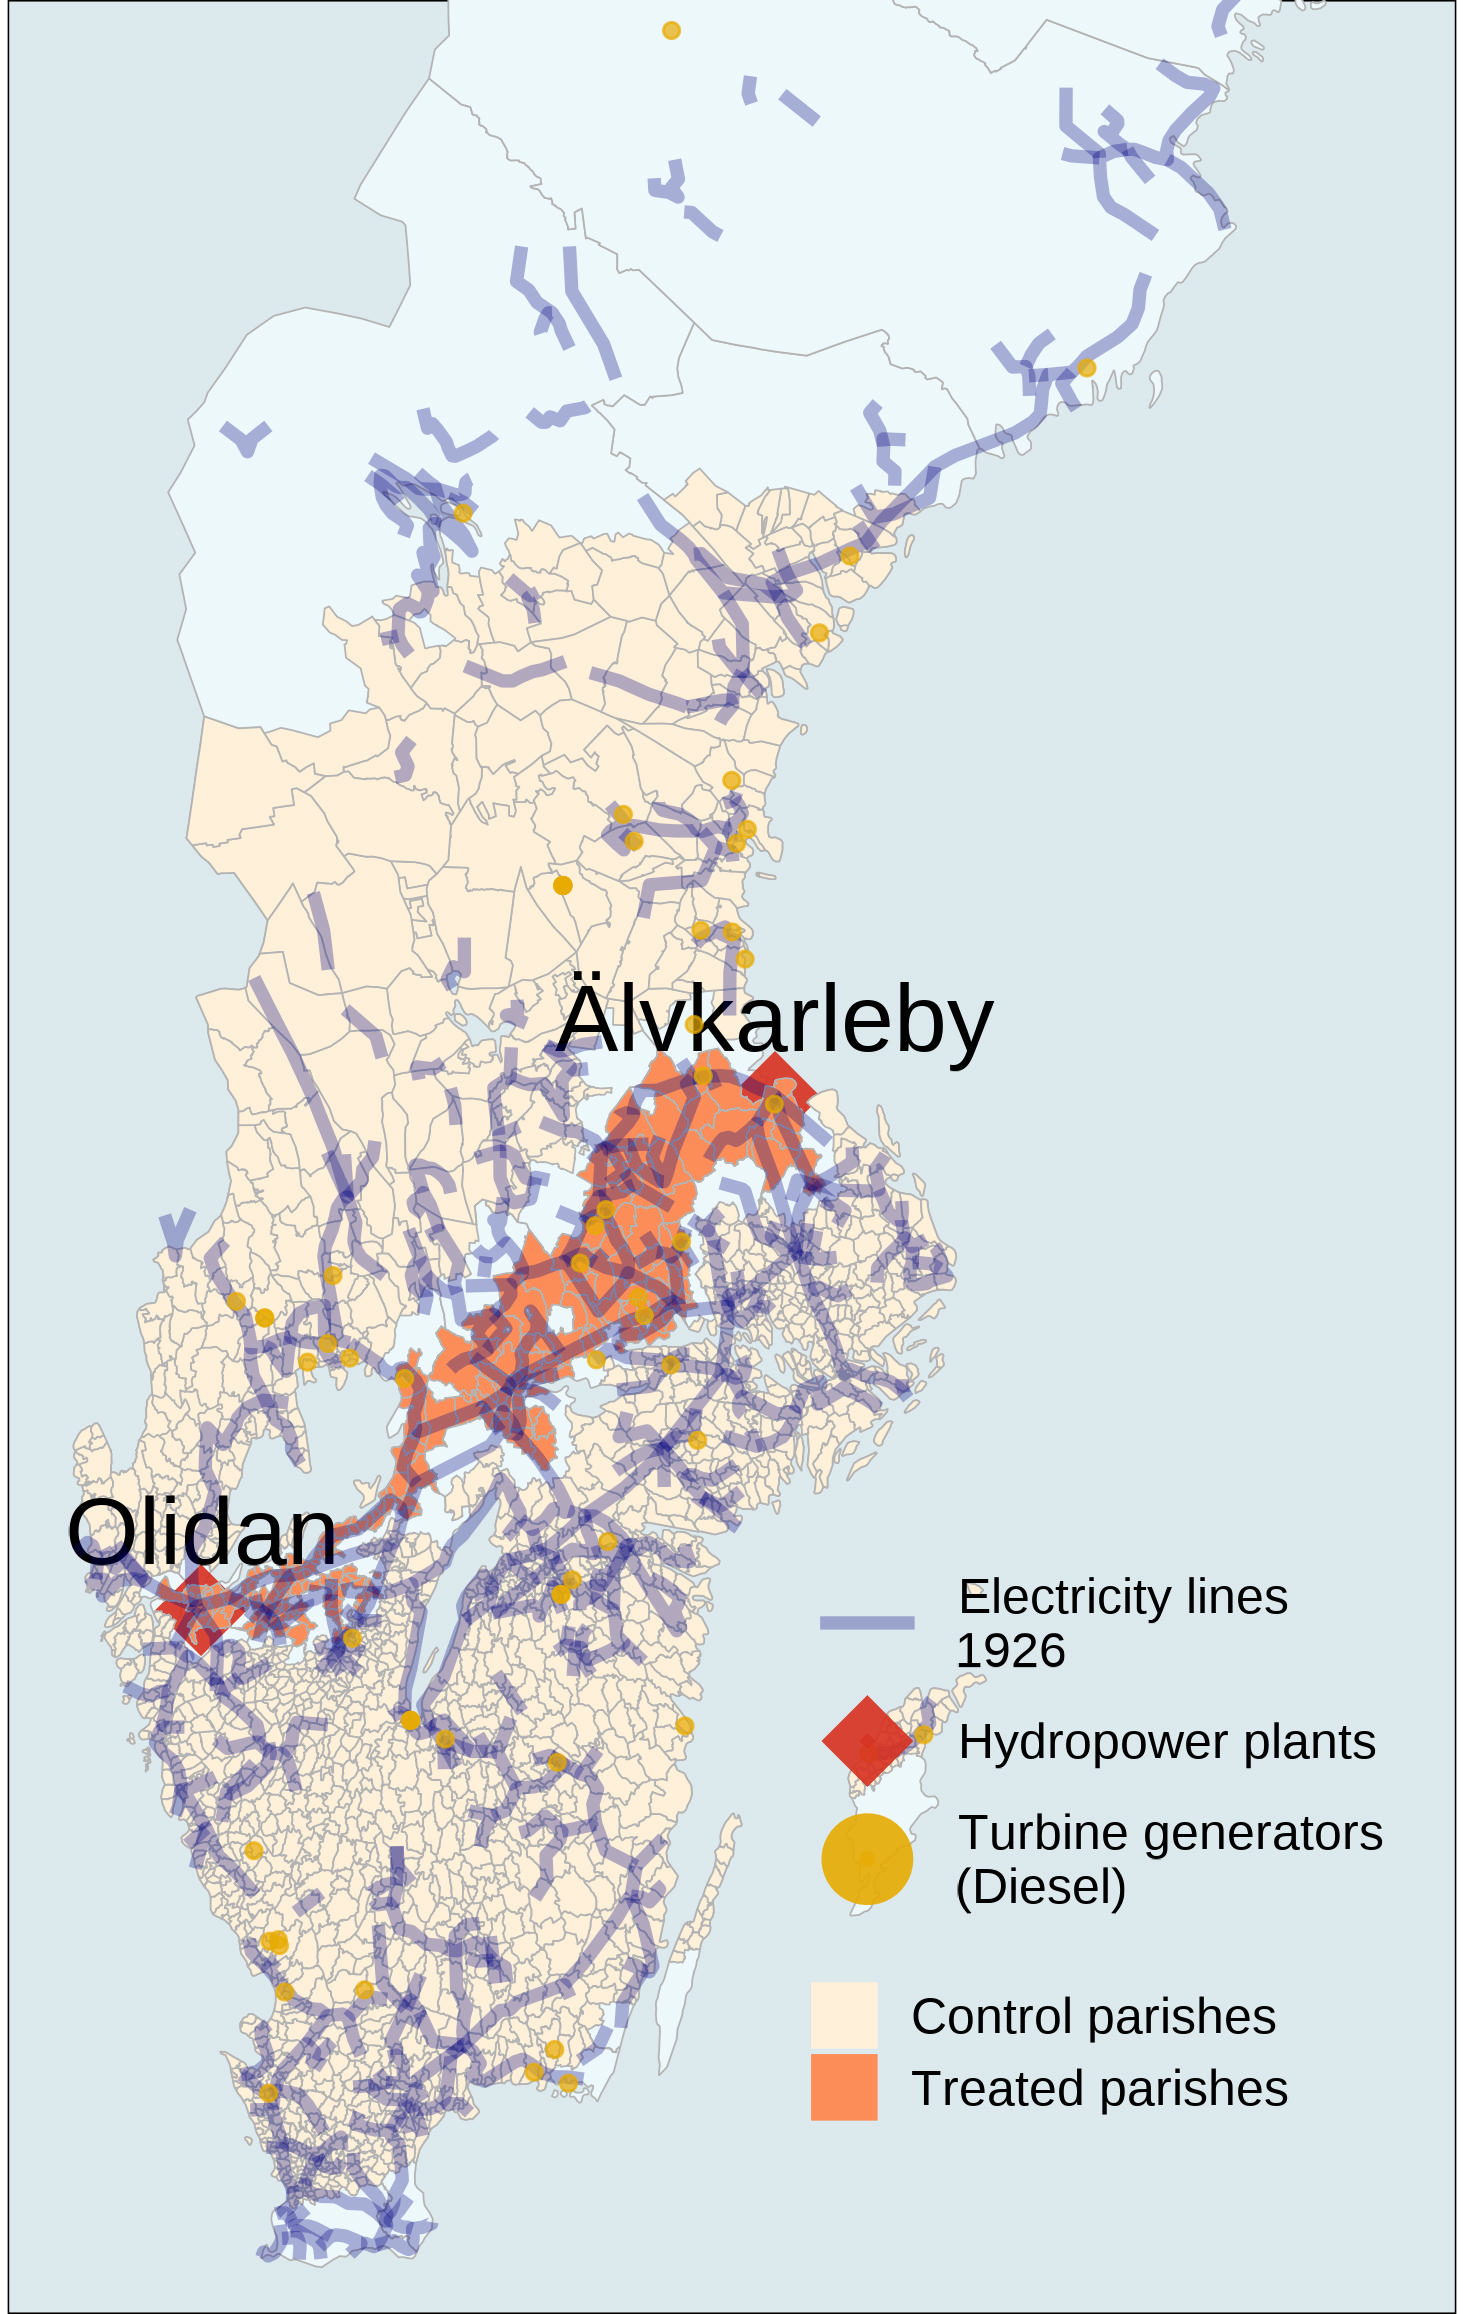 Älvkarleby
Olidan
Electricity lines
1926
Hydropower plants
Turbine generators
(Diesel)
Control parishes
Treated parishes